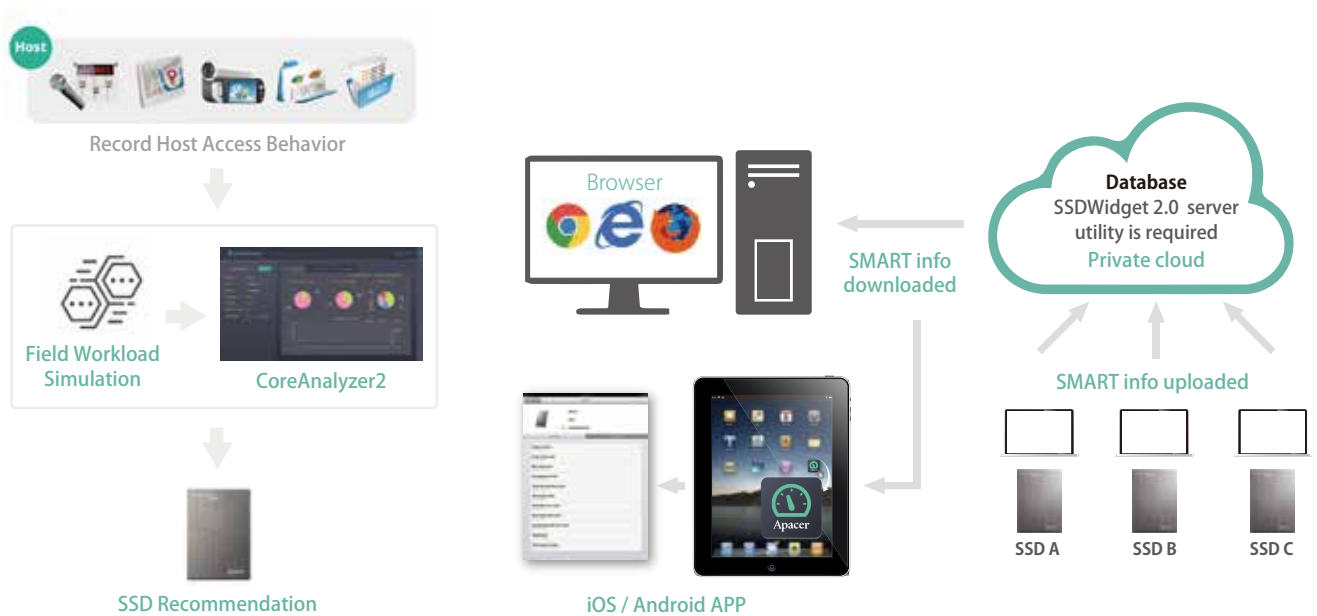 Host
Record Host Access Behavior
Field Workload
Simulation
CoreAnalyzer2
SSD Recommendation
Browser
SMART info
downloaded
Apacer
iOS / Android APP
Database
SSDWidget 2.0 server
utility is required
Private cloud
SMART info uploaded
SSD A
SSD B
SSD C